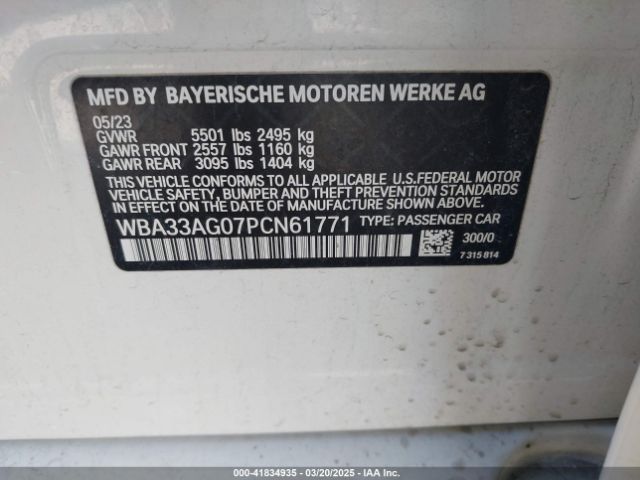 MFD BY BAYERISCHE MOTOREN WERKE AG
05/23
GVWR 5501 lbs 2495 kg
GAWR FRONT 2557 lbs 1160 kg
GAWR REAR 3095 lbs 1404 kg
THIS VEHICLE CONFORMS TO ALL APPLICABLE U.S.FEDERAL MOTOR
VEHICLE SAFETY, BUMPER AND THEFT PREVENTION STANDARDS
IN EFFECT ON THE DATE OF MANUFACTURE SHOWN ABOVE.
WBA33AG07PCN61771 TYPE: PASSENGER CAR
300/0
7 315 814
000-41834935 — 03/20/2025 — IAAI.COM